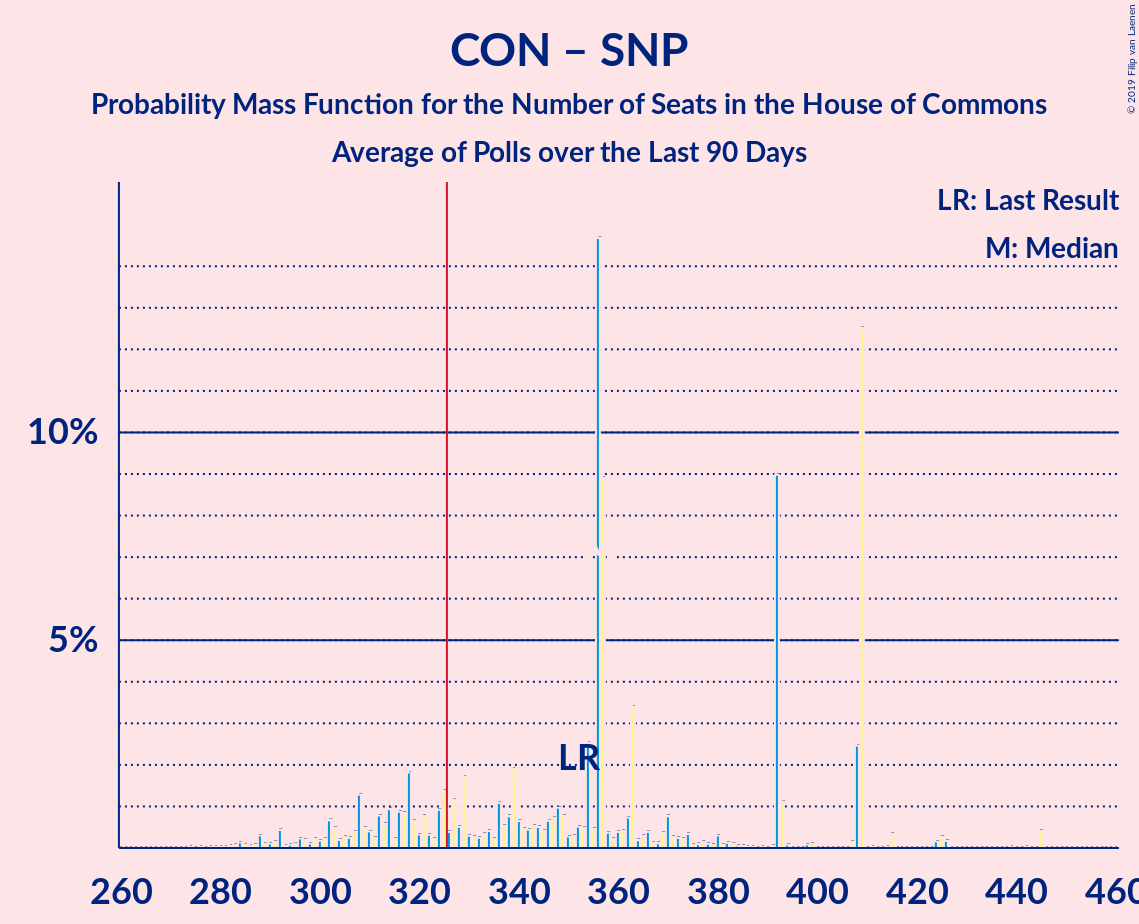 CON – SNP
Probability Mass Function for the Number of Seats in the House of Commons
Average of Polls over the Last 90 Days
© 2019 Filip van Laenen
LR: Last Result
M: Median
10%
5%
LR
260 280 300 320 340 360 380 400 420 440 460